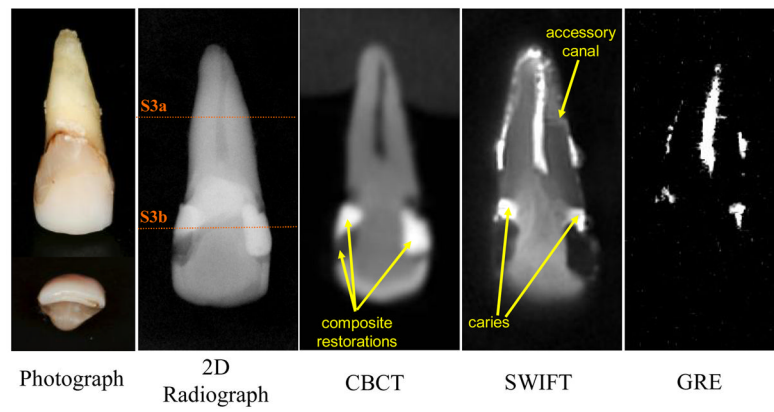 accessory
canal
S3a
S3b
composite
restorations
caries
Photograph
2D
Radiograph
CBCT
SWIFT
GRE